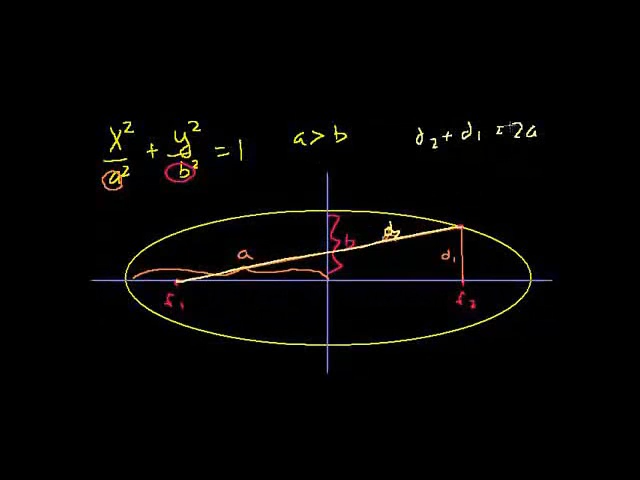 x²/a² + y²/b² = 1
a > b
d₂ + d₁ = 2a
a
b
d₂
d₁
f₁
f₂